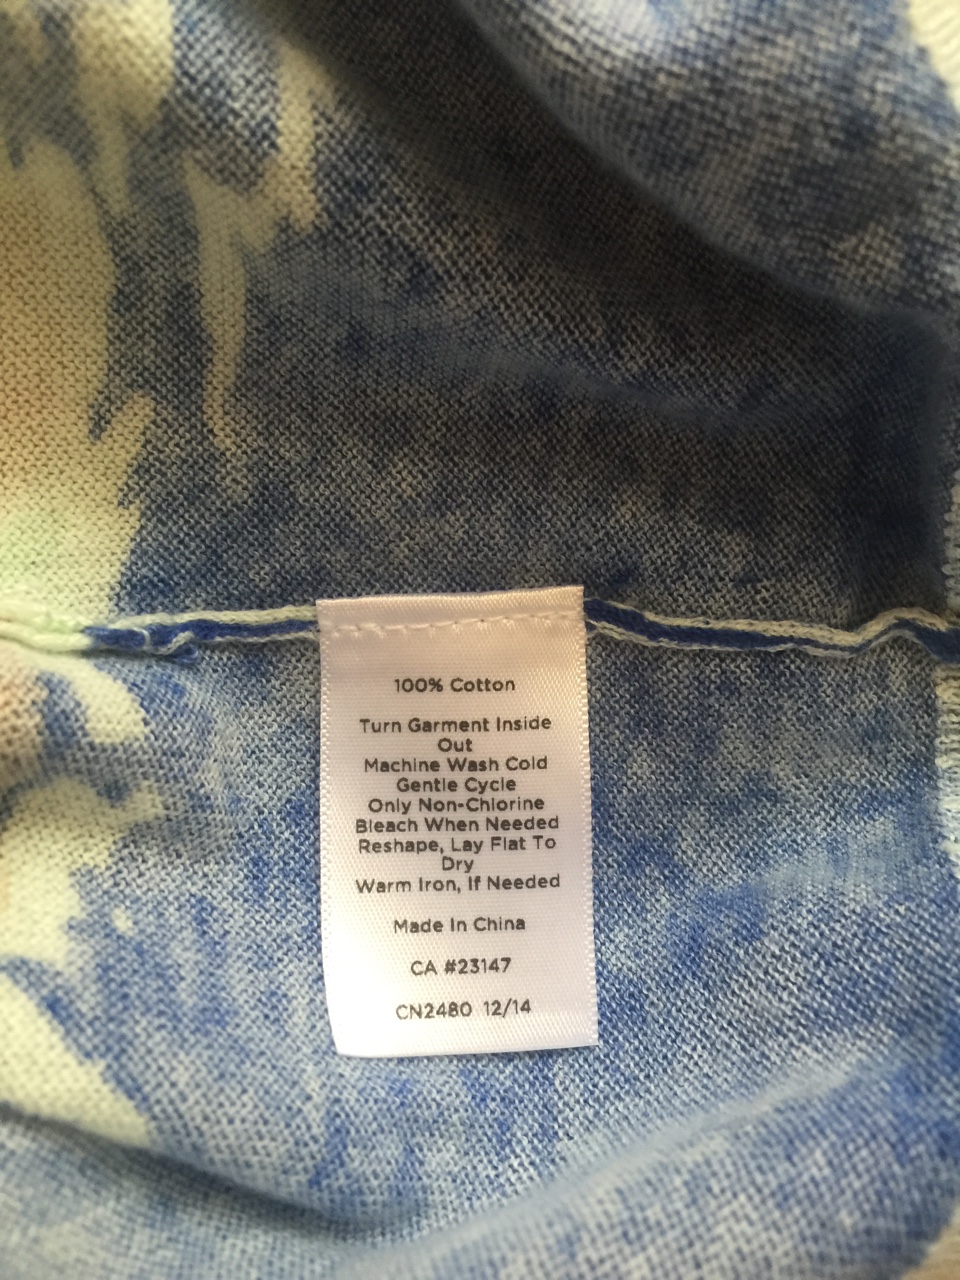 100% Cotton
Turn Garment Inside
Out
Machine Wash Cold
Gentle Cycle
Only Non-Chlorine
Bleach When Needed
Reshape, Lay Flat To
Dry
Warm Iron, If Needed
Made In China
CA #23147
CN2480 12/14